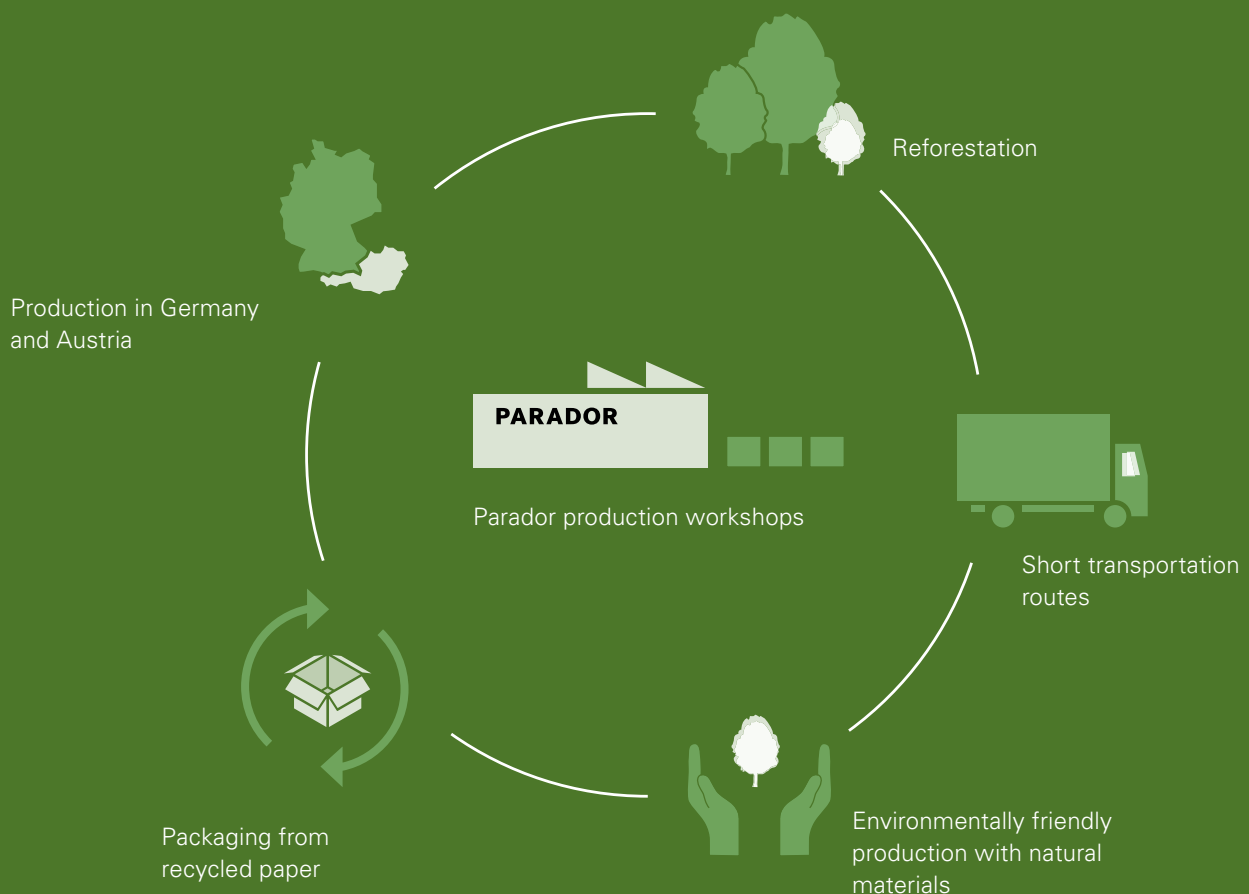 Reforestation
Production in Germany
and Austria
PARADOR
Parador production workshops
Short transportation
routes
Packaging from
recycled paper
Environmentally friendly
production with natural
materials